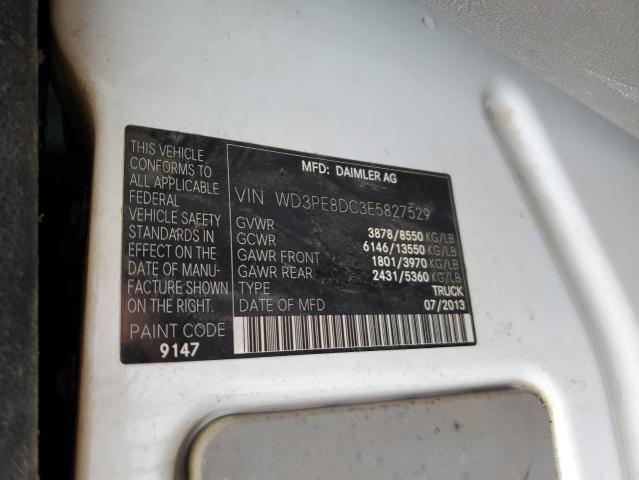 THIS VEHICLE
CONFORMS TO
ALL APPLICABLE
FEDERAL
VEHICLE SAFETY
STANDARDS IN
EFFECT ON THE
DATE OF MANU-
FACTURE SHOWN
ON THE RIGHT.
PAINT CODE
9147
MFD: DAIMLER AG
VIN WD3PE8DC3E5827529
GVWR 3878/8550 KG/LB
GCWR 6146/13550 KG/LB
GAWR FRONT 1801/3970 KG/LB
GAWR REAR 2431/5360 KG/LB
TYPE TRUCK
DATE OF MFD 07/2013